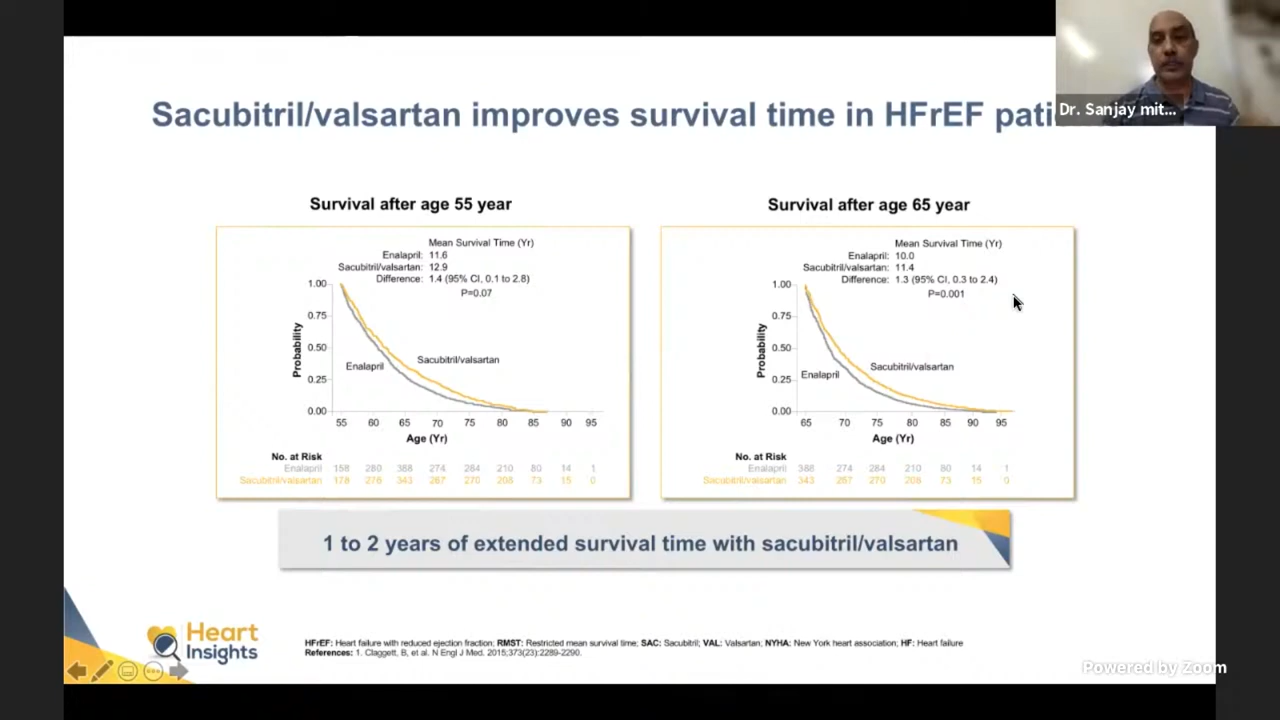 Dr. Sanjay mit...
Sacubitril/valsartan improves survival time in HFrEF pati
Survival after age 55 year
Mean Survival Time (Yr)
Enalapril: 11.6
Sacubitril/valsartan: 12.9
Difference: 1.4 (95% CI, 0.1 to 2.8)
P=0.07
1.00
0.75
0.50
0.25
0.00
Probability
Enalapril
Sacubitril/valsartan
55 60 65 70 75 80 85 90 95
Age (Yr)
No. at Risk
Enalapril 158 280 388 274 284 210 80 14 1
Sacubitril/valsartan 178 276 343 267 270 208 73 15 0
Survival after age 65 year
Mean Survival Time (Yr)
Enalapril: 10.0
Sacubitril/valsartan: 11.4
Difference: 1.3 (95% CI, 0.3 to 2.4)
P=0.001
1.00
0.75
0.50
0.25
0.00
Probability
Enalapril
Sacubitril/valsartan
65 70 75 80 85 90 95
Age (Yr)
No. at Risk
Enalapril 388 274 284 210 80 14 1
Sacubitril/valsartan 343 267 270 208 73 15 0
1 to 2 years of extended survival time with sacubitril/valsartan
Heart
Insights
HFrEF: Heart failure with reduced ejection fraction; RMST: Restricted mean survival time; SAC: Sacubitril; VAL: Valsartan; NYHA: New York heart association; HF: Heart failure
References: 1. Claggett, B, et al. N Engl J Med. 2015;373(23):2289-2290.
Powered by Zoom